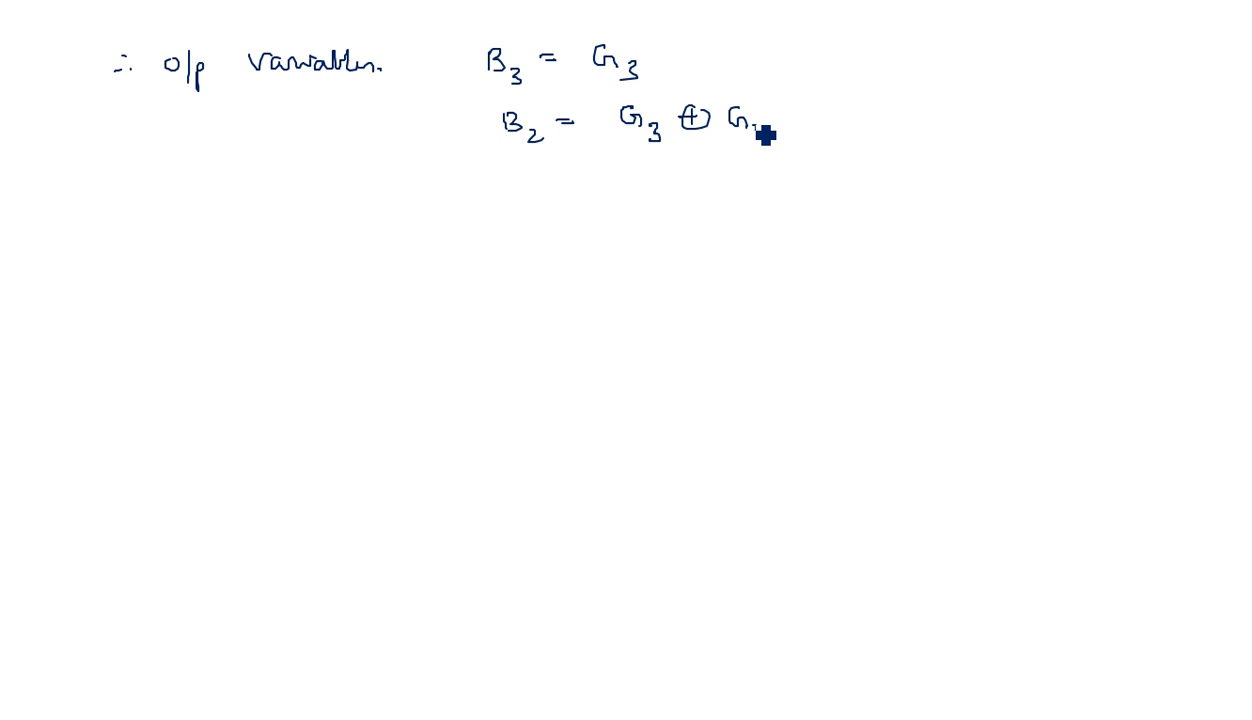 ∴ o/p variables. B₃ = G₃
B₂ = G₃ ⊕ G